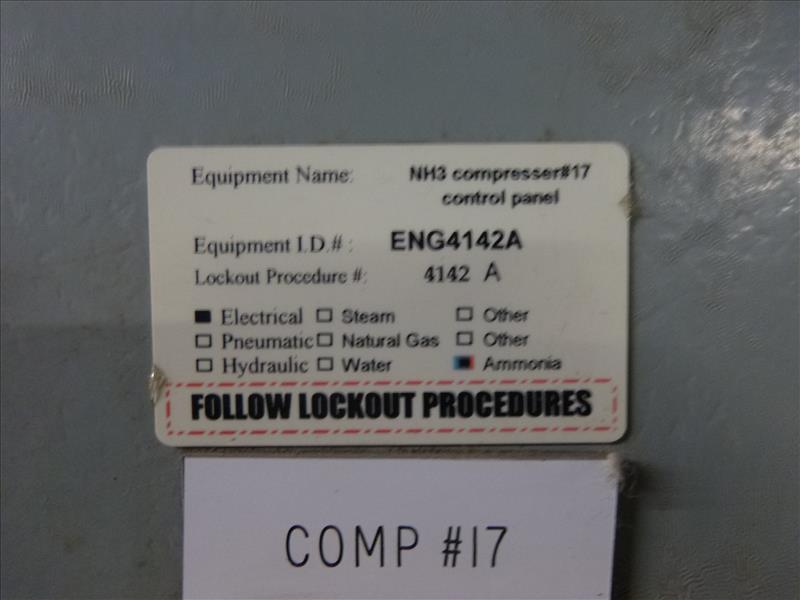 Equipment Name: NH3 compresser#17
control panel
Equipment I.D.# : ENG4142A
Lockout Procedure #: 4142 A
Electrical Steam Other
Pneumatic Natural Gas Other
Hydraulic Water Ammonia
FOLLOW LOCKOUT PROCEDURES
COMP #17